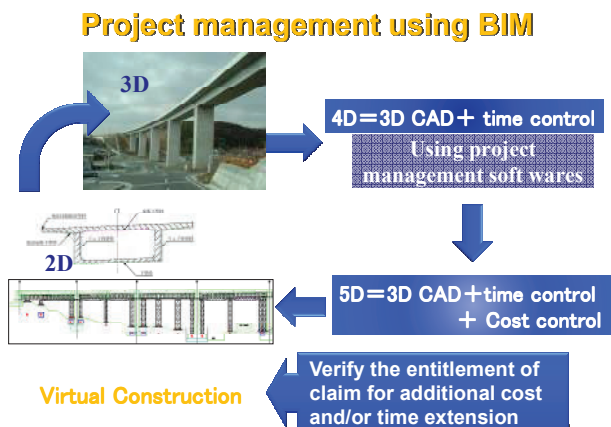 Project management using BIM
3D
4D＝3D CAD＋ time control
Using project
management soft wares
2D
5D＝3D CAD＋time control
＋ Cost control
Verify the entitlement of
claim for additional cost
and/or time extension
Virtual Construction